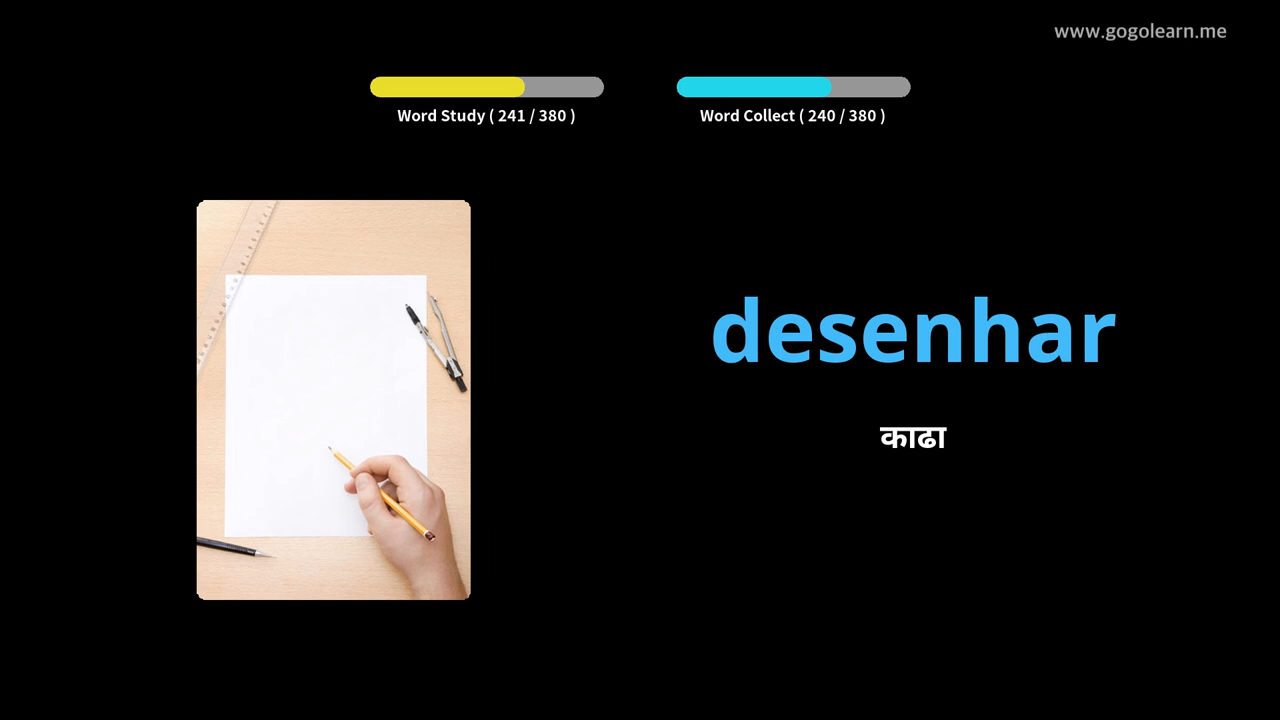 www.gogolearn.me
Word Study ( 241 / 380 )
Word Collect ( 240 / 380 )
desenhar
काढा